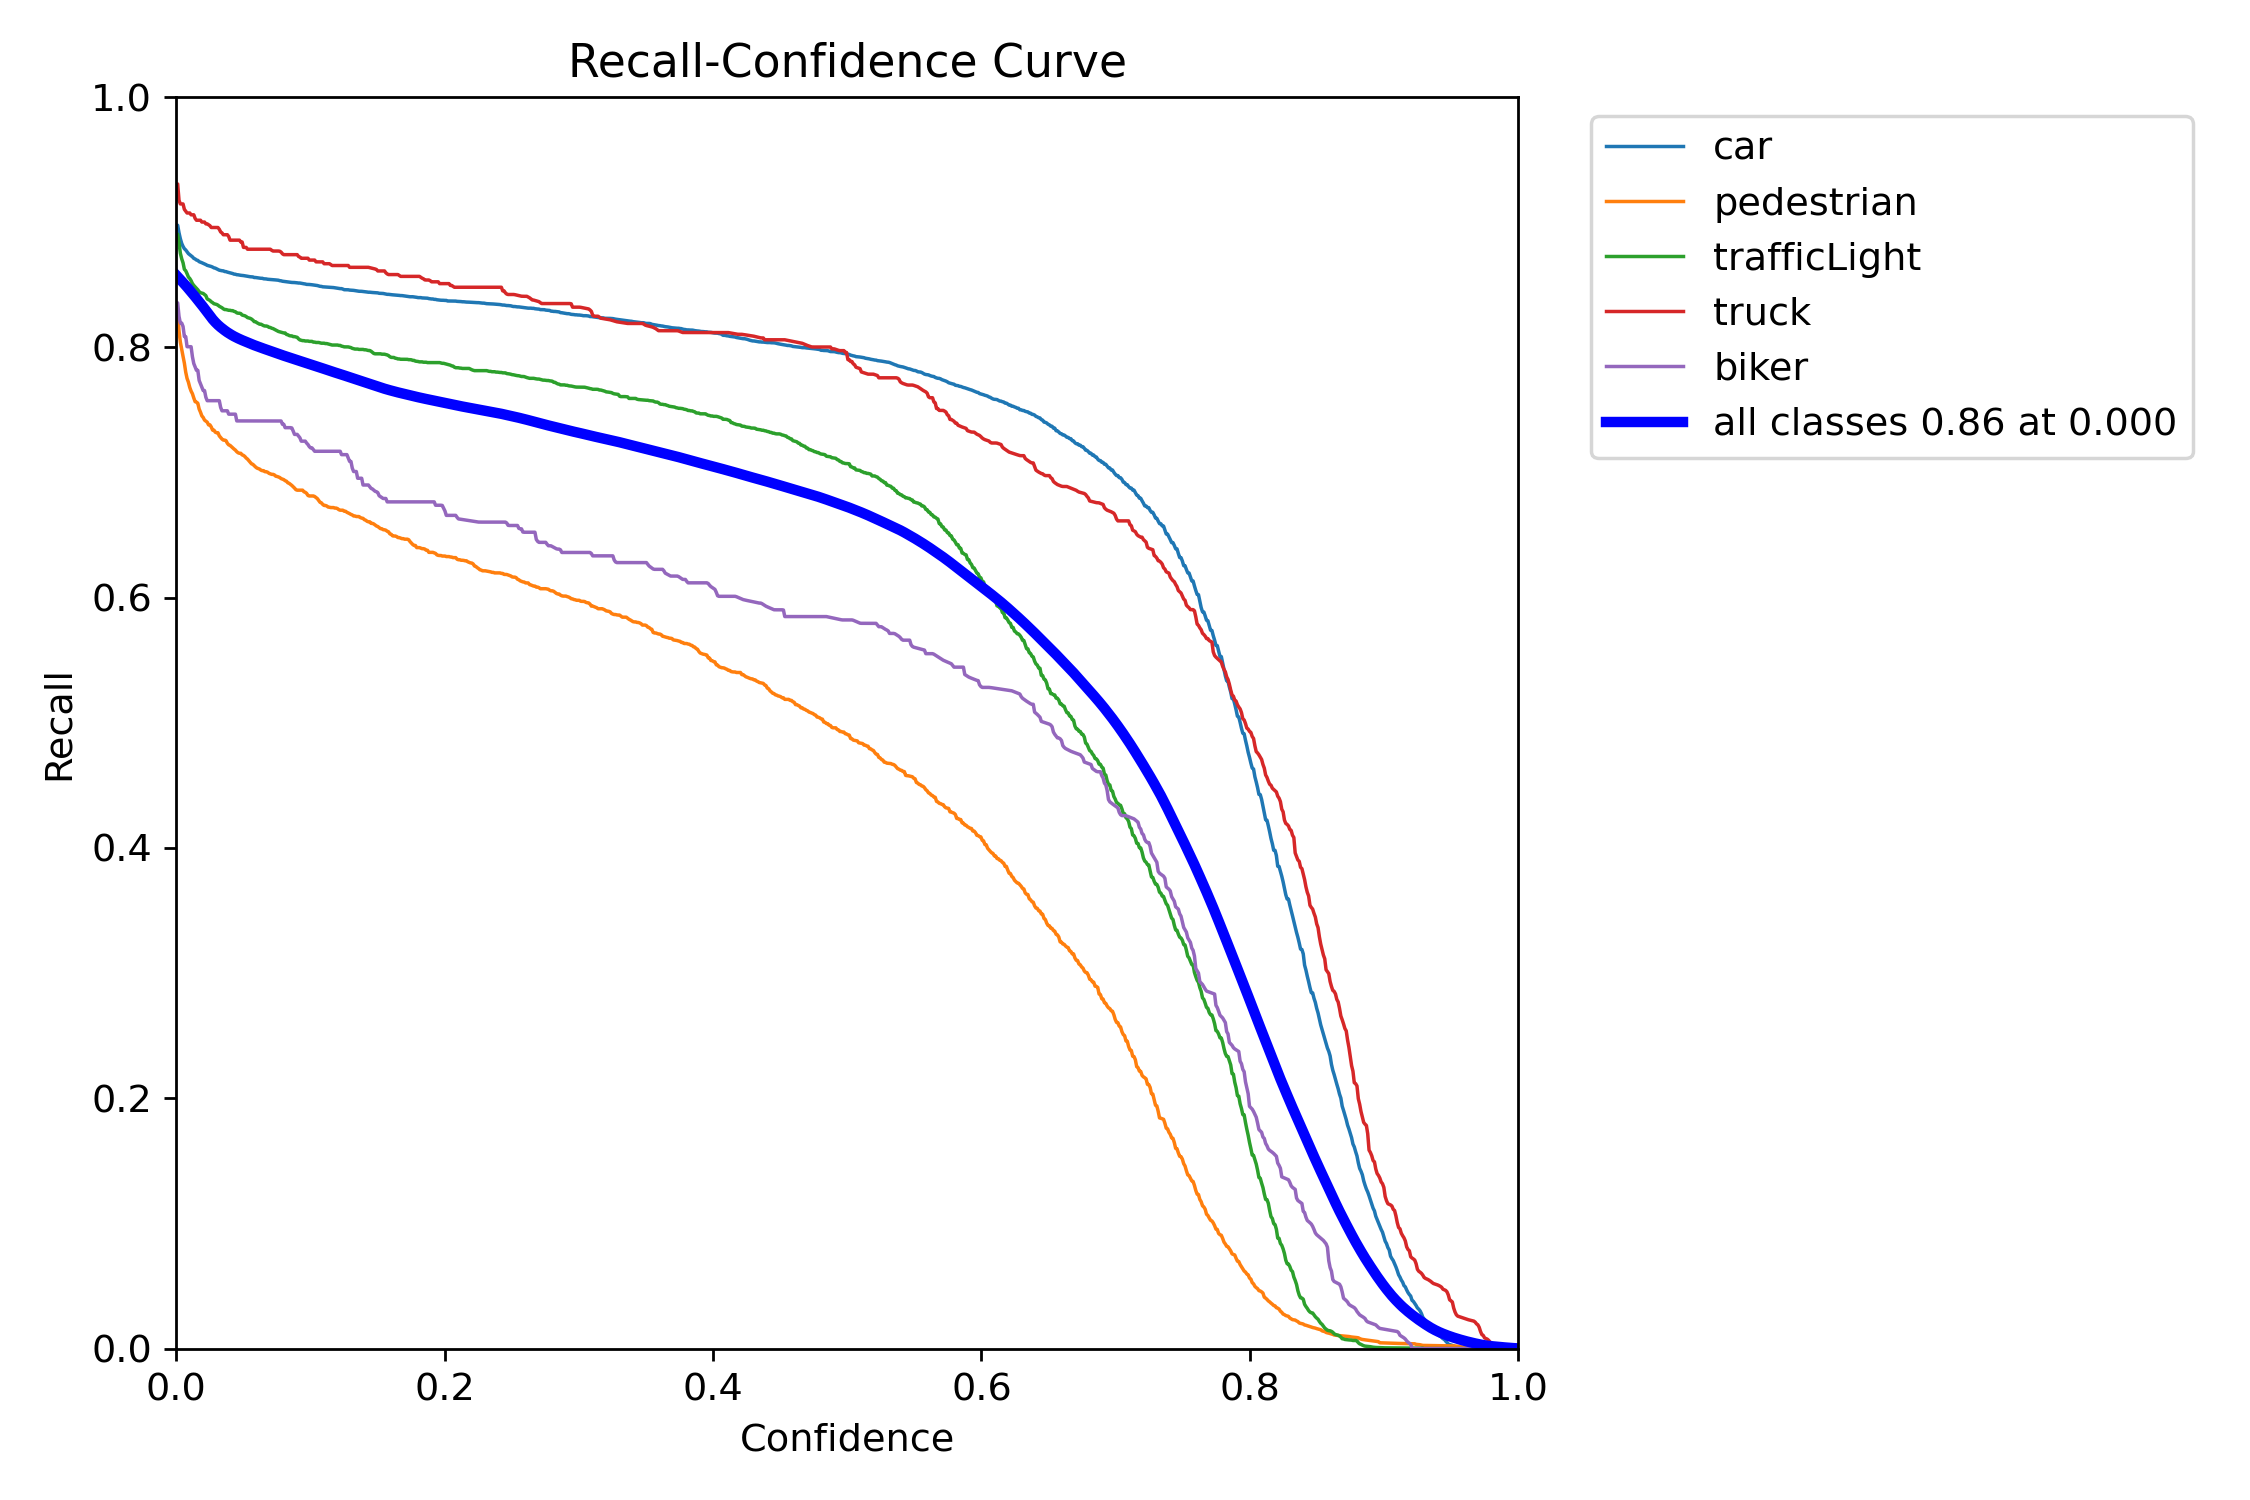 Recall-Confidence Curve
1.0
0.8
0.6
0.4
0.2
0.0
Recall
0.0 0.2 0.4 0.6 0.8 1.0
Confidence
car
pedestrian
trafficLight
truck
biker
all classes 0.86 at 0.000